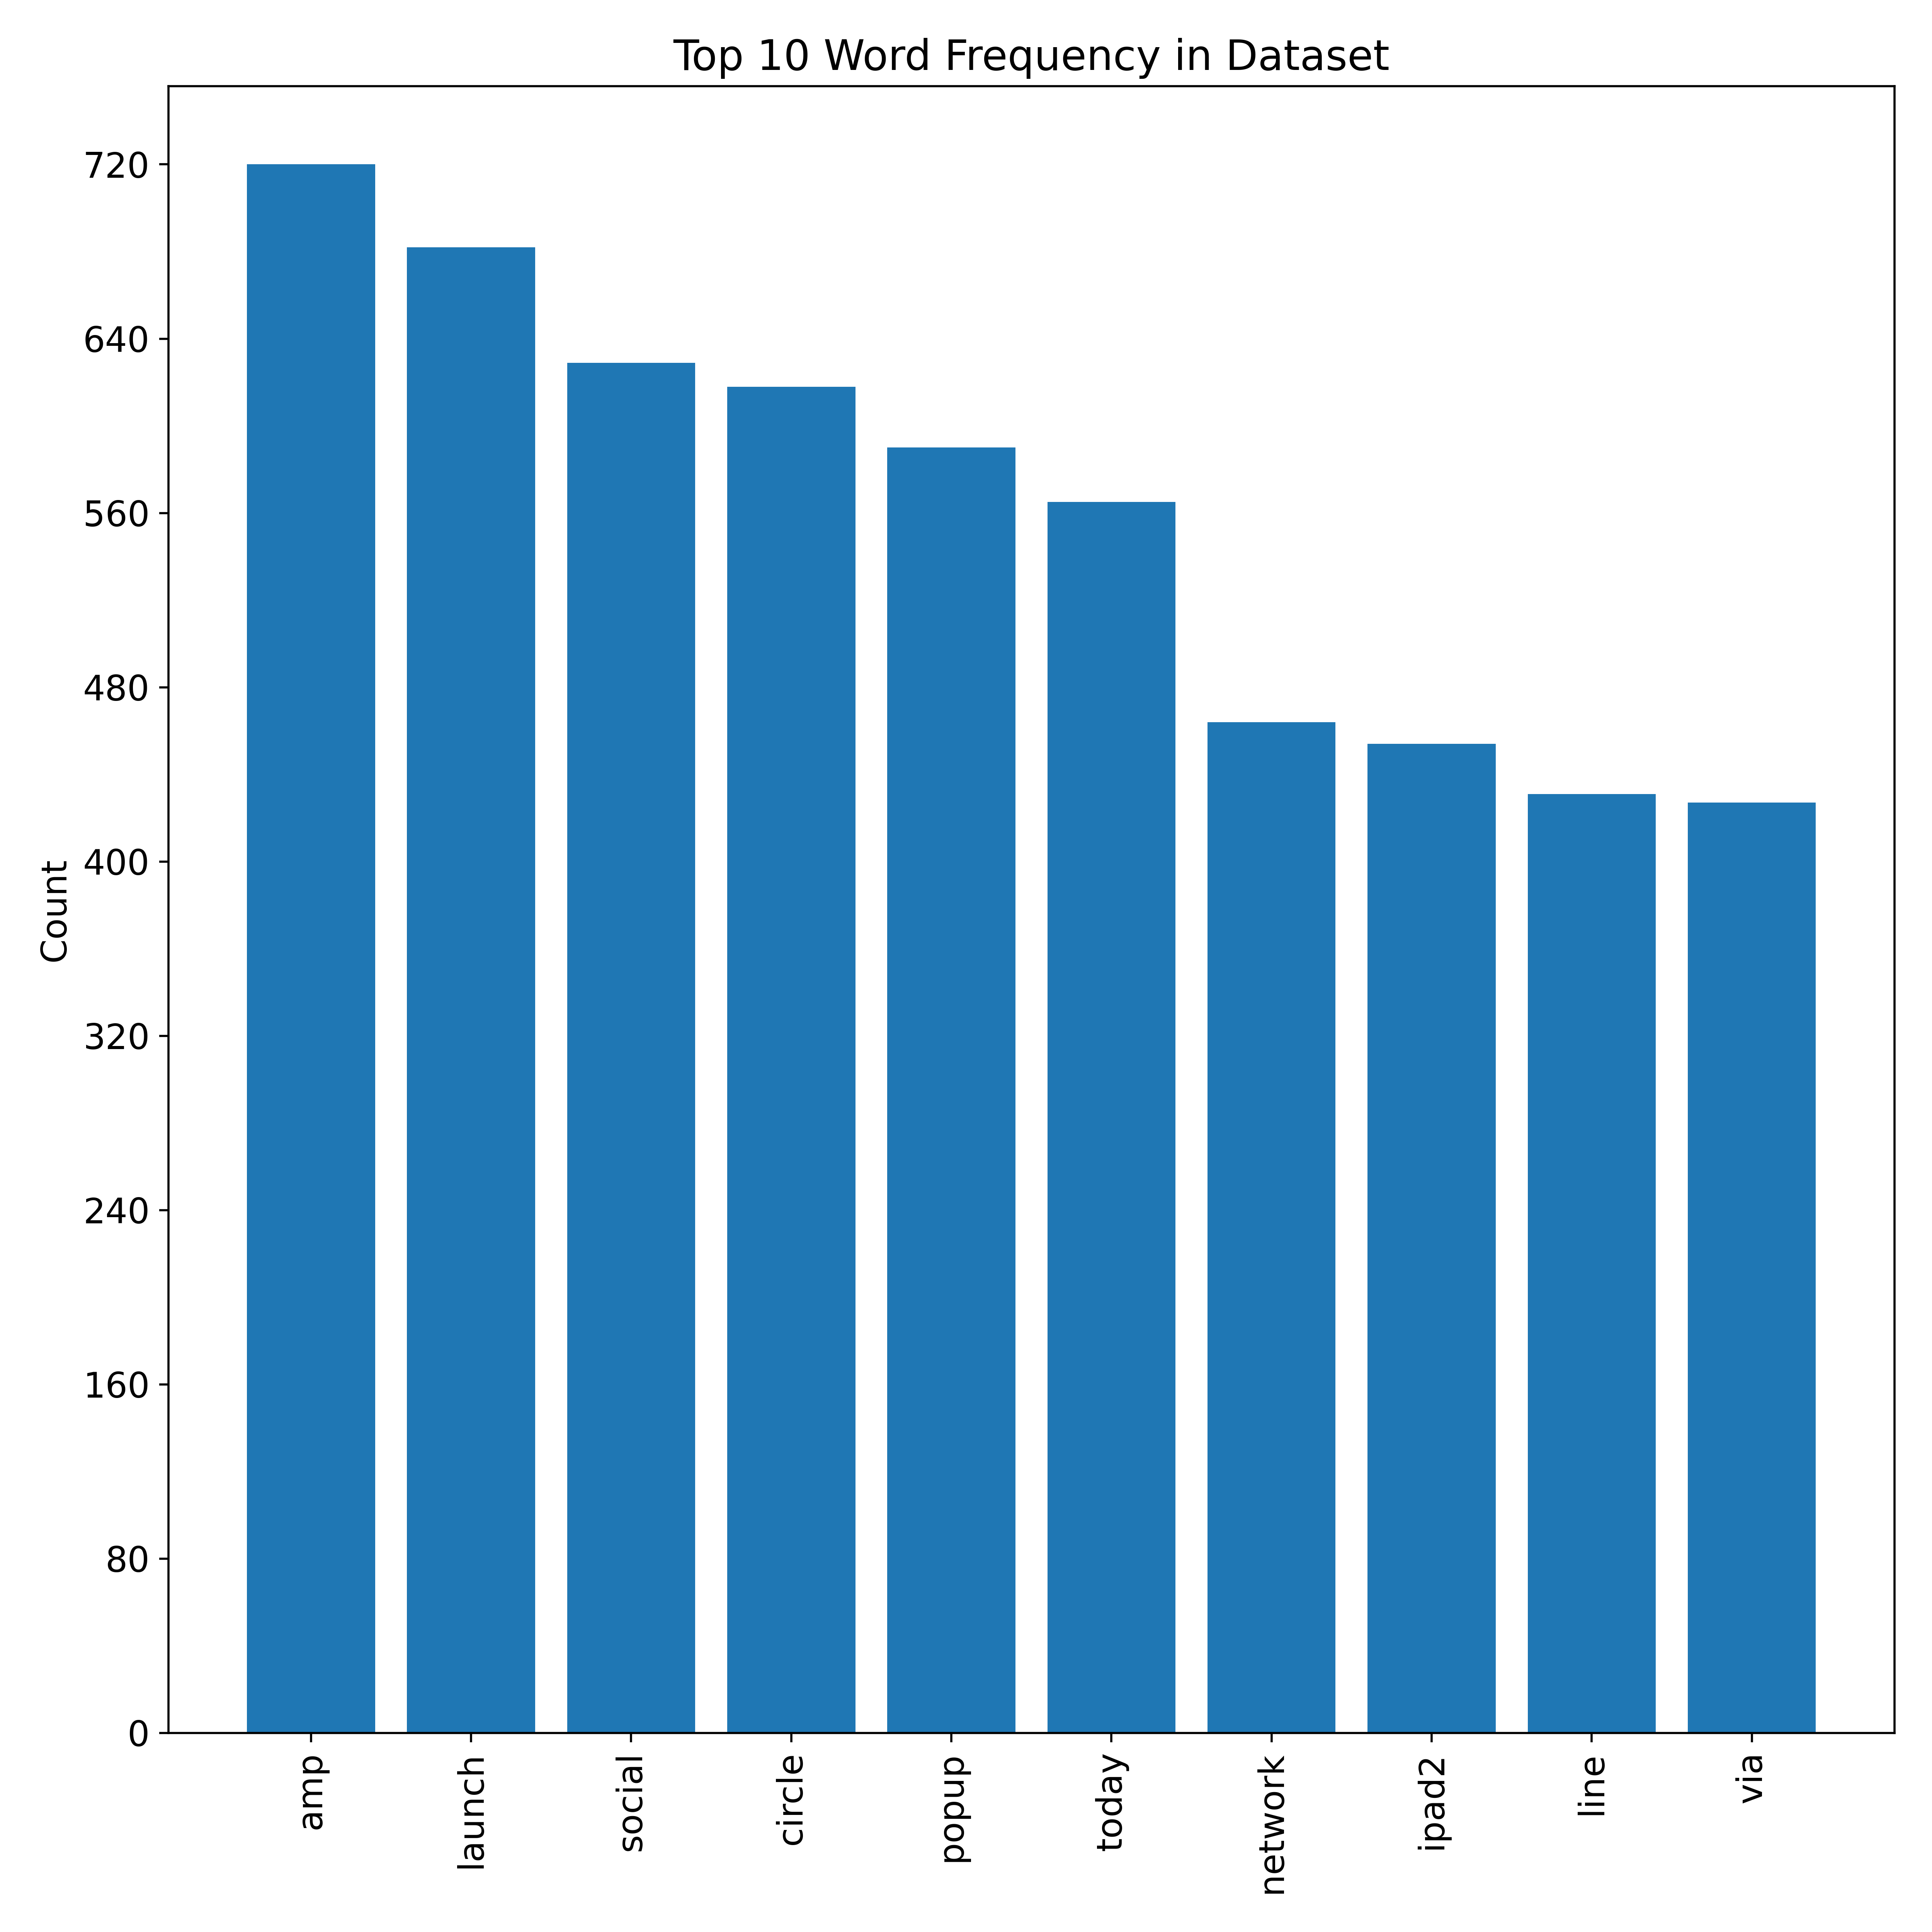 Top 10 Word Frequency in Dataset
Count
720
640
560
480
400
320
240
160
80
0
amp
launch
social
circle
popup
today
network
ipad2
line
via